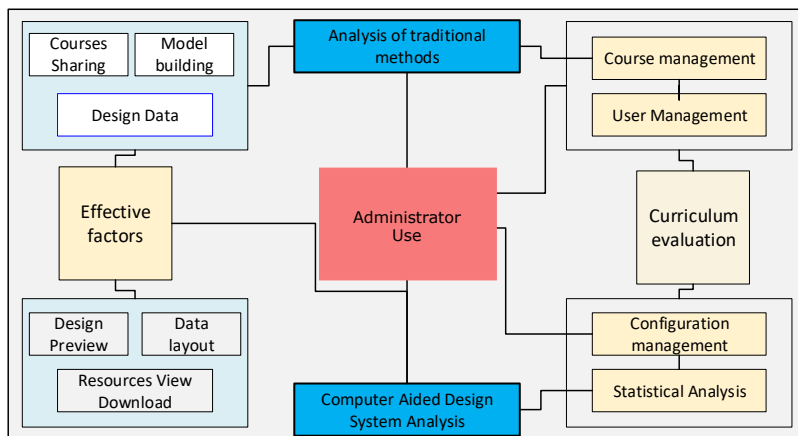 Courses
Sharing
Model
building
Design Data
Analysis of traditional
methods
Course management
User Management
Effective
factors
Administrator
Use
Curriculum
evaluation
Design
Preview
Data
layout
Resources View
Download
Computer Aided Design
System Analysis
Configuration
management
Statistical Analysis